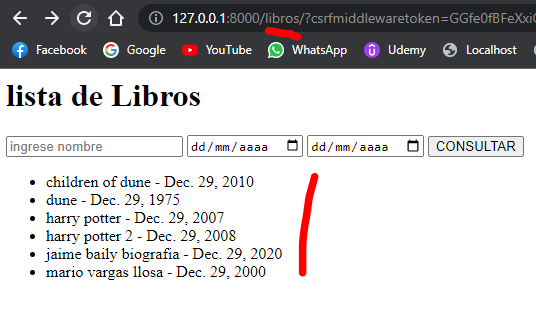 127.0.0.1:8000/libros/?csrfmiddlewaretoken=GGfe0fBFeXxi
Facebook Google YouTube WhatsApp Udemy Localhost
lista de Libros
ingrese nombre dd/mm/aaaa dd/mm/aaaa CONSULTAR
children of dune - Dec. 29, 2010
dune - Dec. 29, 1975
harry potter - Dec. 29, 2007
harry potter 2 - Dec. 29, 2008
jaime baily biografía - Dec. 29, 2020
mario vargas llosa - Dec. 29, 2000